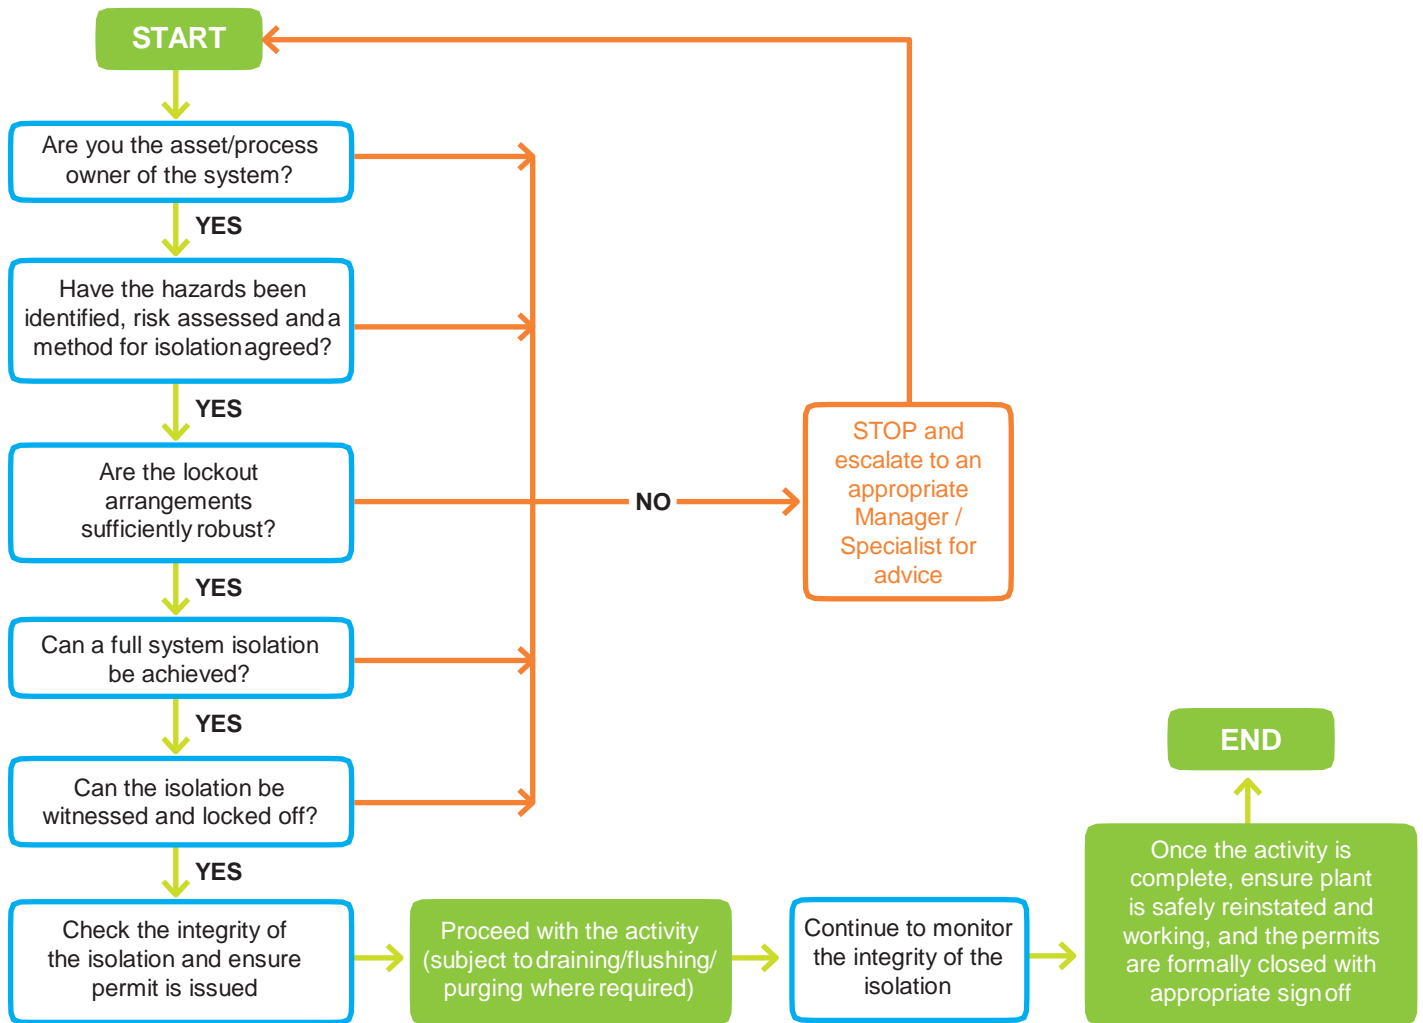 START
Are you the asset/process
owner of the system?
YES
Have the hazards been
identified, risk assessed and a
method for isolation agreed?
YES
Are the lockout
arrangements
sufficiently robust?
NO
STOP and
escalate to an
appropriate
Manager /
Specialist for
advice
YES
Can a full system isolation
be achieved?
YES
Can the isolation be
witnessed and locked off?
YES
Check the integrity of
the isolation and ensure
permit is issued
Proceed with the activity
(subject to draining/flushing/
purging where required)
Continue to monitor
the integrity of the
isolation
Once the activity is
complete, ensure plant
is safely reinstated and
working, and the permits
are formally closed with
appropriate sign off
END